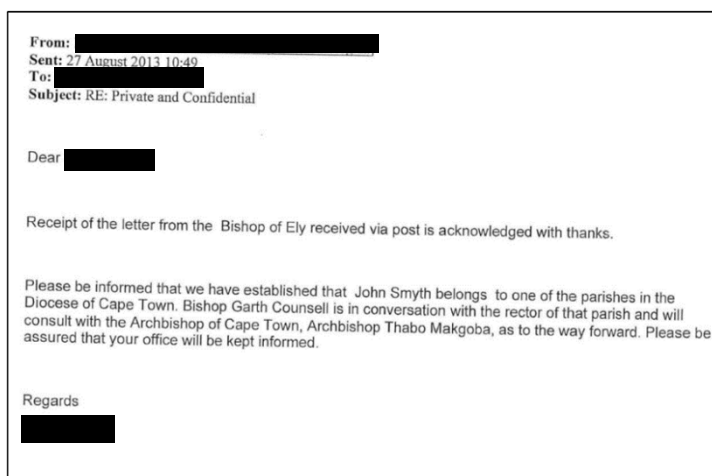 From:
Sent: 27 August 2013 10:49
To:
Subject: RE: Private and Confidential
Dear
Receipt of the letter from the Bishop of Ely received via post is acknowledged with thanks.
Please be informed that we have established that John Smyth belongs to one of the parishes in the
Diocese of Cape Town. Bishop Garth Counsell is in conversation with the rector of that parish and will
consult with the Archbishop of Cape Town, Archbishop Thabo Makgoba, as to the way forward. Please be
assured that your office will be kept informed.
Regards